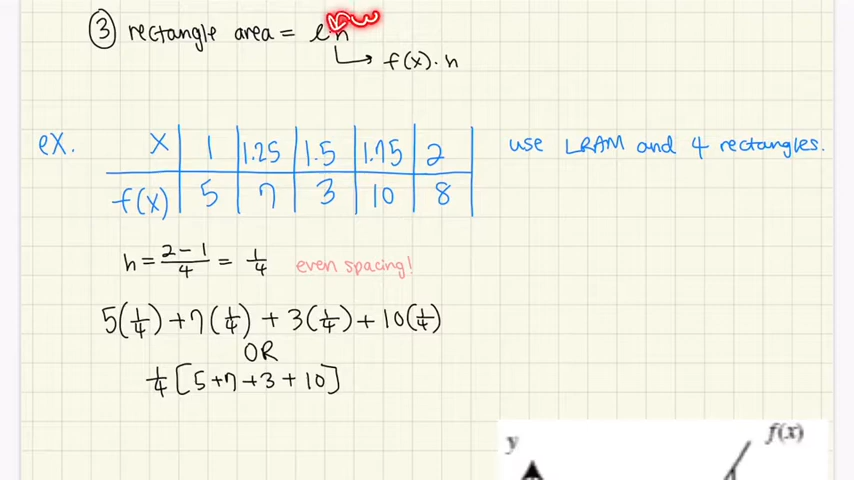 ③ rectangle area = lh
w
↳ f(x)·h
ex. x | 1 | 1.25 | 1.5 | 1.75 | 2 use LRAM and 4 rectangles.
f(x) | 5 | 7 | 3 | 10 | 8
h = 2-1/4 = 1/4 even spacing!
5(1/4) + 7(1/4) + 3(1/4) + 10(1/4)
OR
1/4[5+7+3+10]
y f(x)